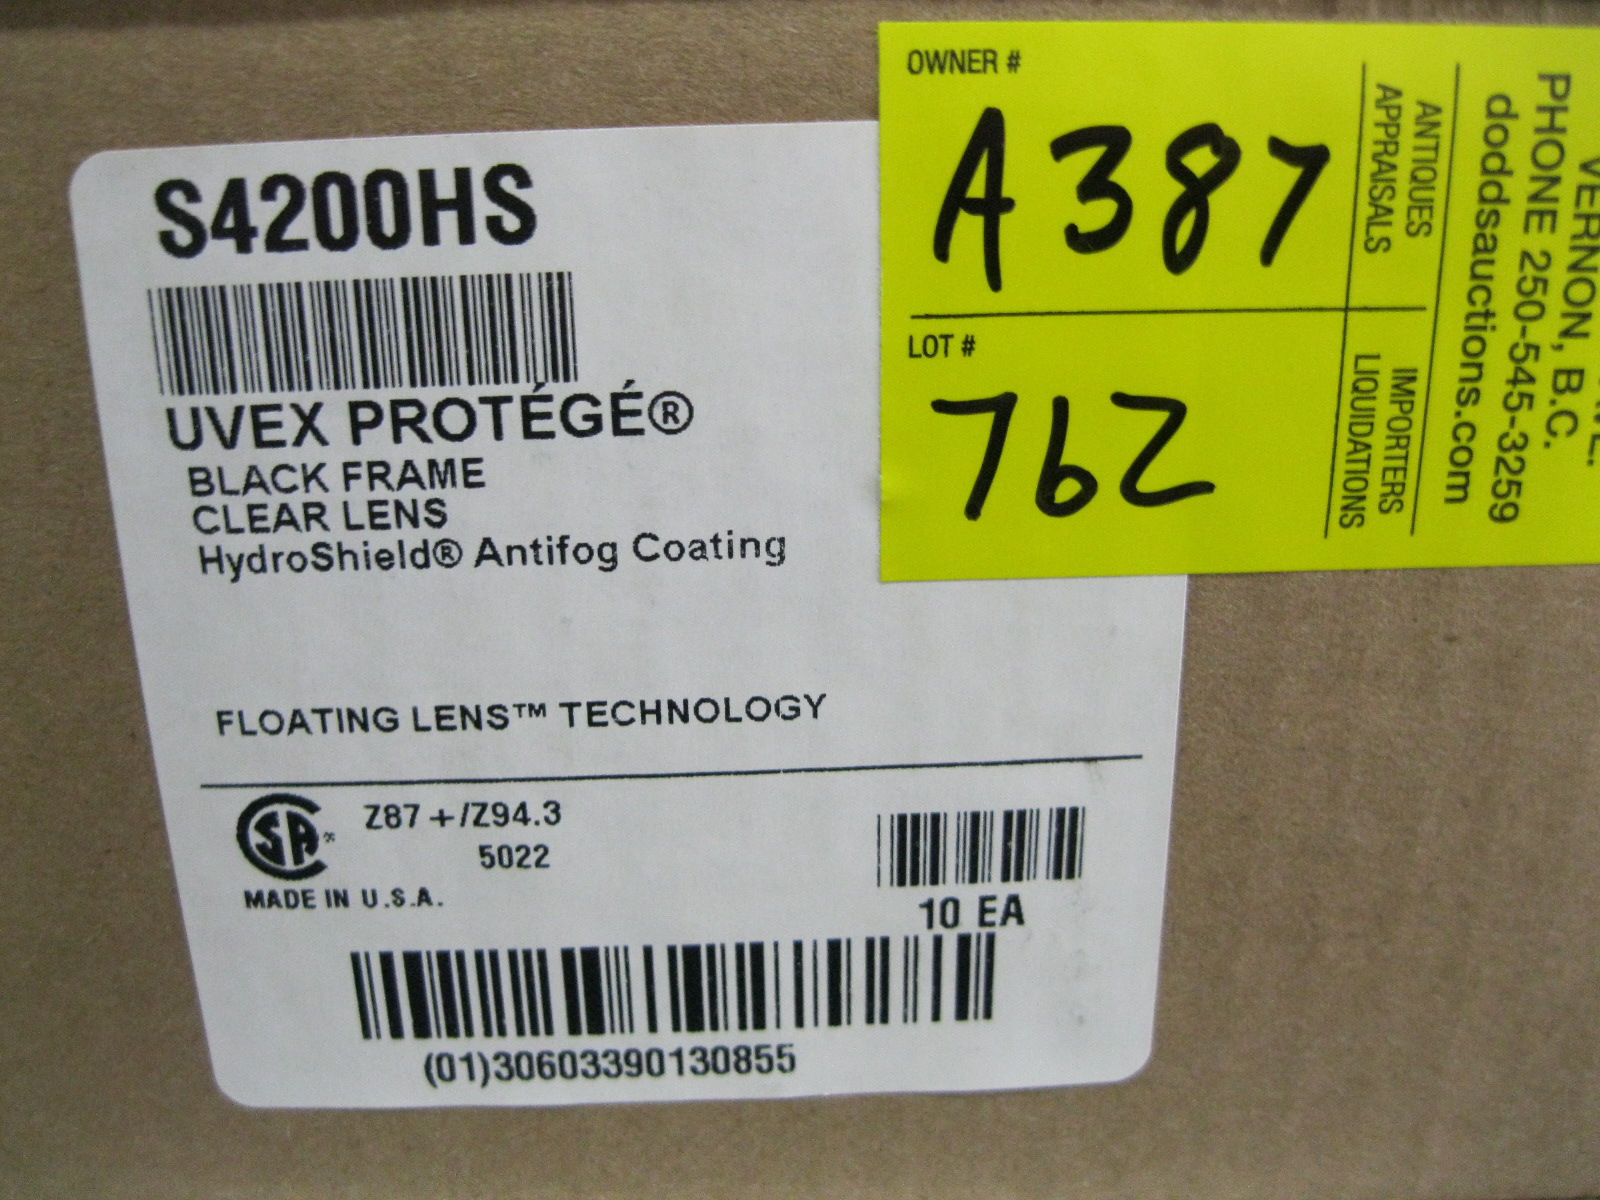 S4200HS
UVEX PROTÉGÉ®
BLACK FRAME
CLEAR LENS
HydroShield® Antifog Coating
FLOATING LENS™ TECHNOLOGY
CSA Z87+/Z94.3
5022
MADE IN U.S.A.
10 EA
(01)30603390130855
OWNER #
A387
LOT #
762
ANTIQUES
APPRAISALS
IMPORTERS
LIQUIDATIONS
VERNON, B.C.
PHONE 250-545-3259
doddsauctions.com